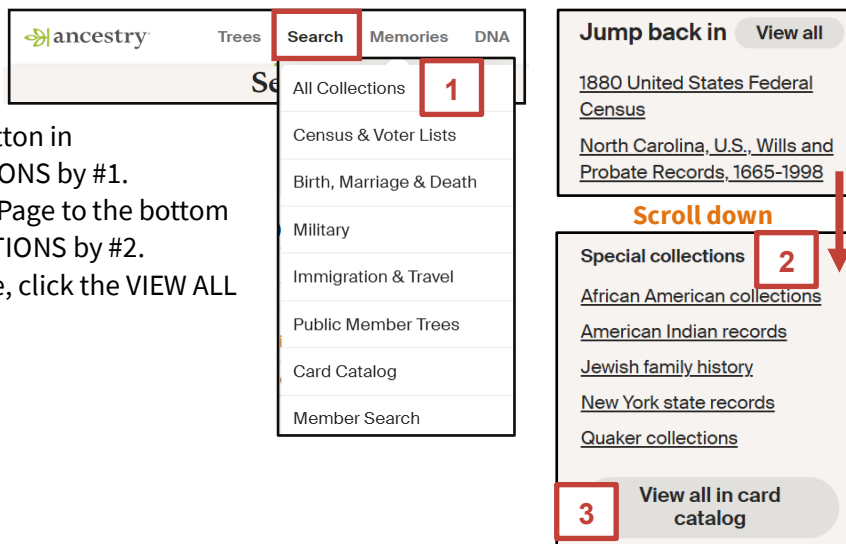 ancestry Trees Search Memories DNA
All Collections 1
Census & Voter Lists
Birth, Marriage & Death
Military
Immigration & Travel
Public Member Trees
Card Catalog
Member Search
in
ONS by #1.
Page to the bottom
TIONS by #2.
click the VIEW ALL
Jump back in View all
1880 United States Federal
Census
North Carolina, U.S., Wills and
Probate Records, 1665-1998
Scroll down
Special collections 2
African American collections
American Indian records
Jewish family history
New York state records
Quaker collections
3 View all in card
catalog